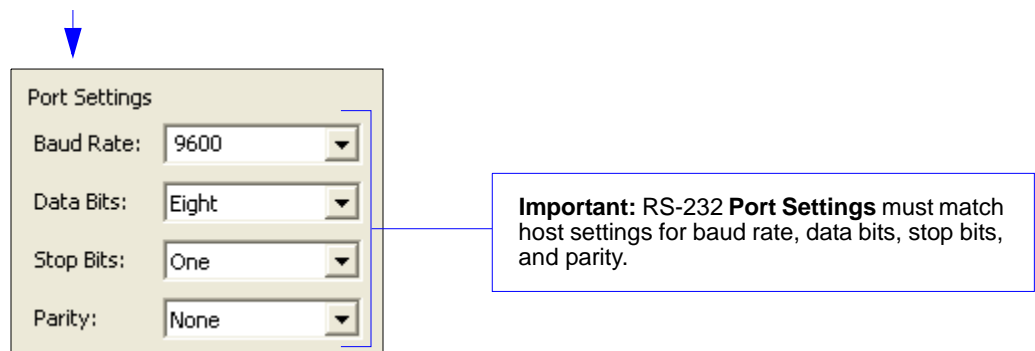 Port Settings
Baud Rate: 9600
Data Bits: Eight
Stop Bits: One
Parity: None
Important: RS-232 Port Settings must match
host settings for baud rate, data bits, stop bits,
and parity.